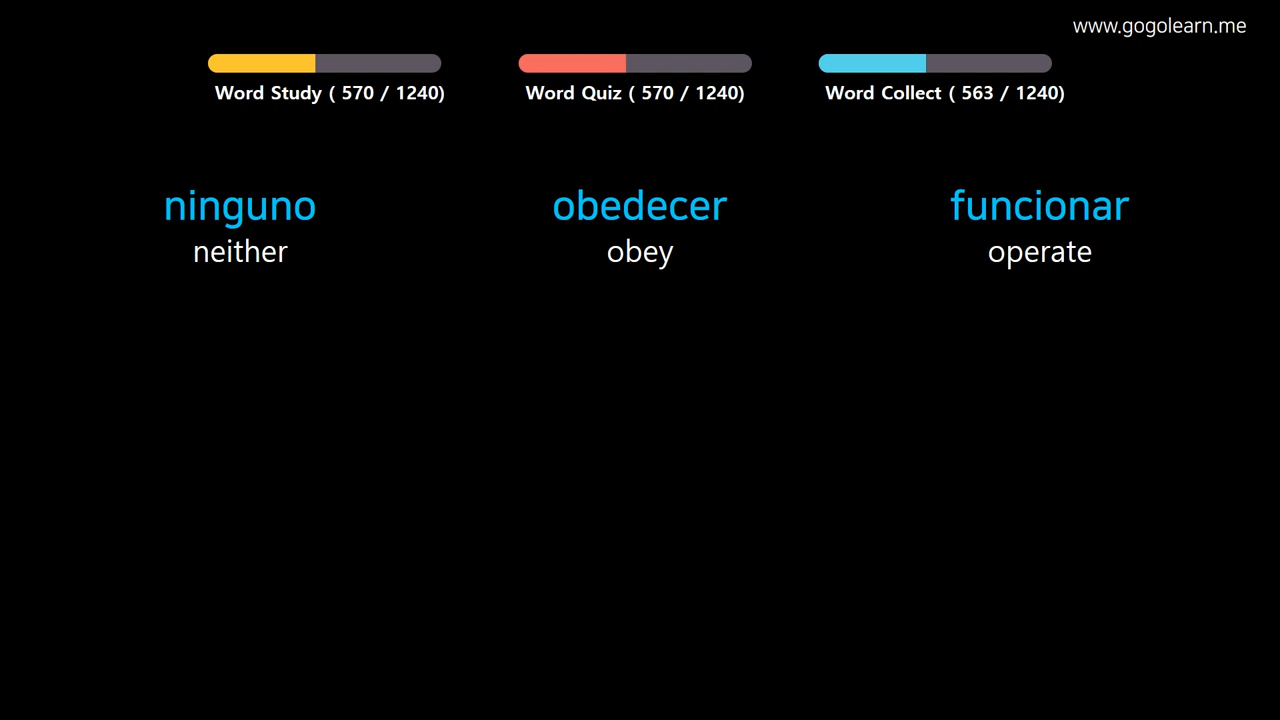 www.gogolearn.me
Word Study ( 570 / 1240)
Word Quiz ( 570 / 1240)
Word Collect ( 563 / 1240)
ninguno
neither
obedecer
obey
funcionar
operate